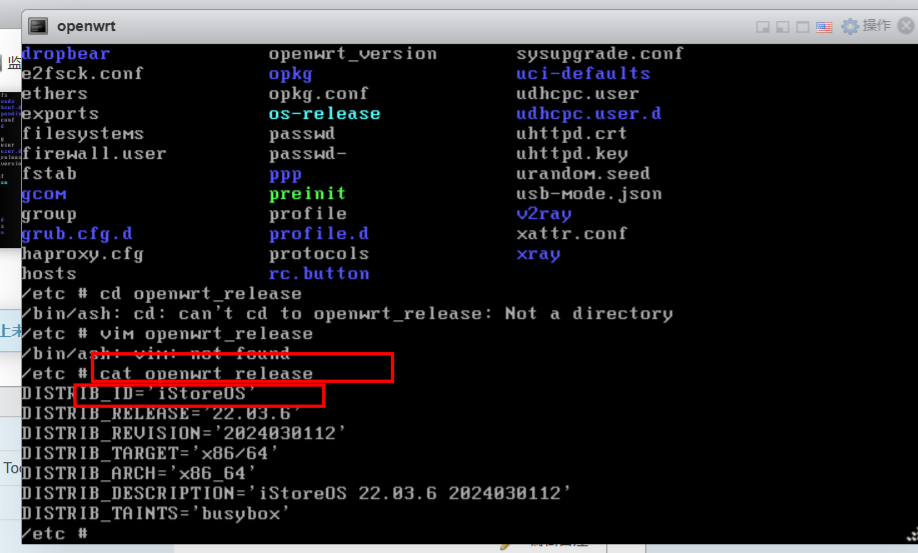 openwrt
操作
监
dropbear openwrt_version sysupgrade.conf
e2fsck.conf opkg uci-defaults
ethers opkg.conf udhcpc.user
exports os-release udhcpc.user.d
filesystems passwd uhttpd.crt
firewall.user passwd- uhttpd.key
fstab ppp urandom.seed
gcom preinit usb-mode.json
group profile v2ray
grub.cfg.d profile.d xattr.conf
haproxy.cfg protocols xray
hosts rc.button
/etc # cd openwrt_release
/bin/ash: cd: can't cd to openwrt_release: Not a directory
/etc # vim openwrt_release
/bin/ash: vim: not found
/etc # cat openwrt_release
DISTRIB_ID='iStoreOS'
DISTRIB_RELEASE='22.03.6'
DISTRIB_REVISION='2024030112'
DISTRIB_TARGET='x86/64'
DISTRIB_ARCH='x86_64'
DISTRIB_DESCRIPTION='iStoreOS 22.03.6 2024030112'
DISTRIB_TAINTS='busybox'
/etc #
上未
Too